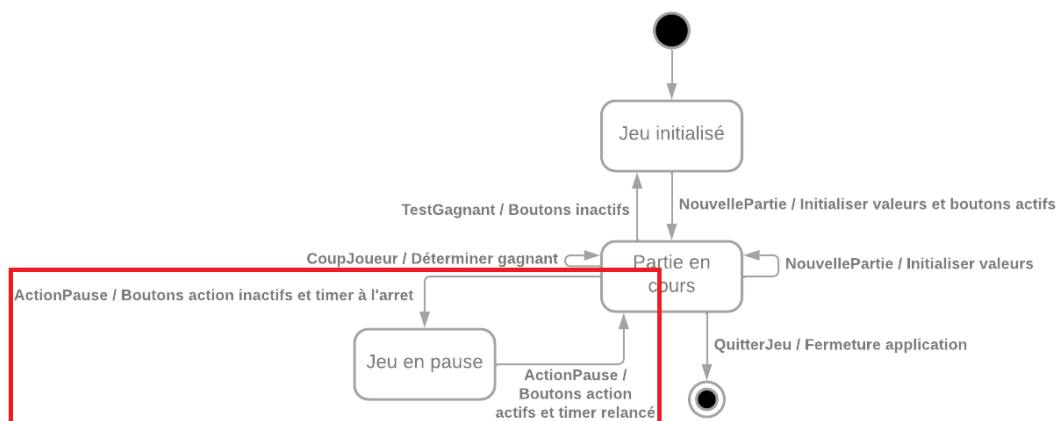 Jeu initialisé
TestGagnant / Boutons inactifs
NouvellePartie / Initialiser valeurs et boutons actifs
CoupJoueur / Déterminer gagnant
Partie en
cours
NouvellePartie / Initialiser valeurs
ActionPause / Boutons action inactifs et timer à l'arret
QuitterJeu / Fermeture application
Jeu en pause
ActionPause /
Boutons action
actifs et timer relancé